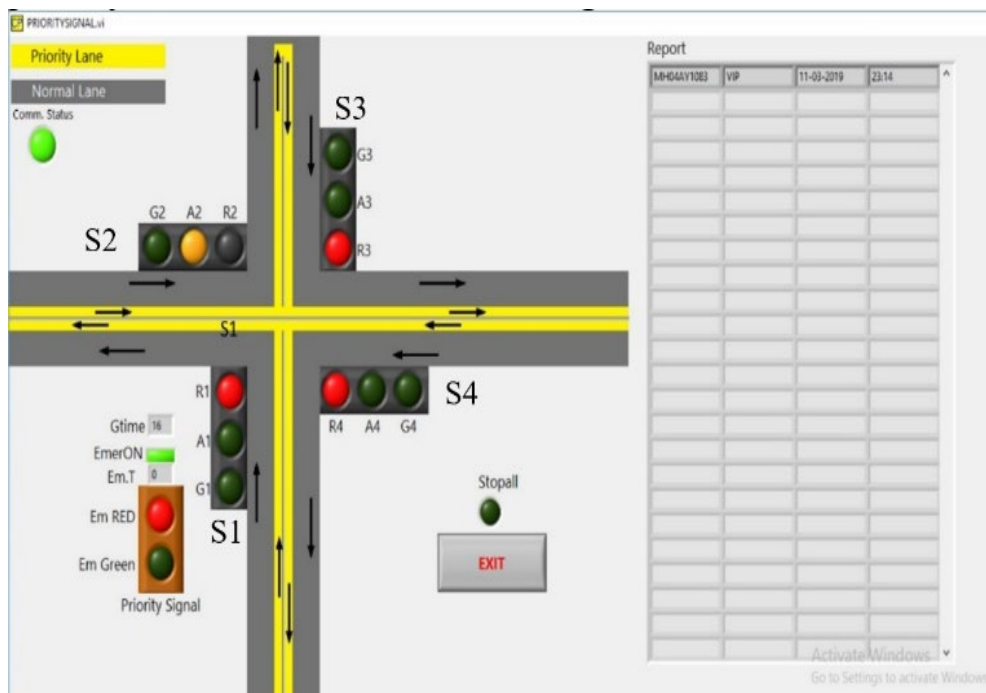 PRIORITYSIGNAL.vi
Priority Lane
Normal Lane
Comm. Status
S3
G3
A3
R3
G2 A2 R2
S2
S1
R1
A1
G1
S1
S4
R4 A4 G4
Gtime 16
EmerON
Em.T 0
Em RED
Em Green
Priority Signal
Stopall
EXIT
Report
MH04AY1083 VIP 11-03-2019 23:14
Activate Windows
Go to Settings to activate Windows